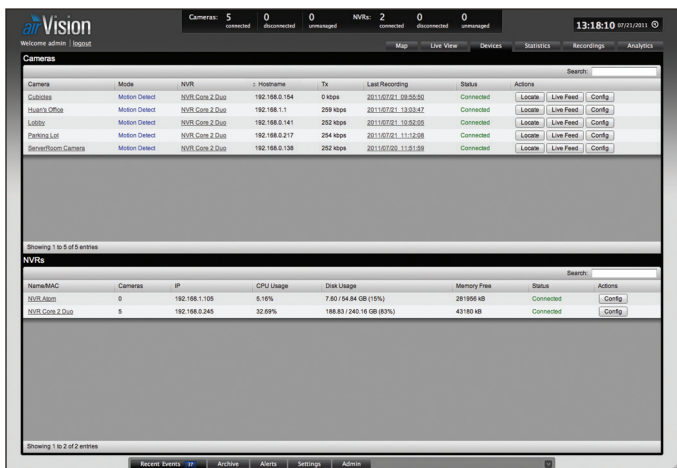 airVision
Cameras: 5 connected 0 disconnected 0 unmanaged NVRs: 2 connected 0 disconnected 0 unmanaged
13:18:10 07/21/2011
Welcome admin | logout
Map Live View Devices Statistics Recordings Analytics
Cameras
Search:
Camera Mode NVR Hostname Tx Last Recording Status Actions
Cubicles Motion Detect NVR Core 2 Duo 192.168.0.154 0 kbps 2011/07/21 09:55:50 Connected Locate Live Feed Config
Huan's Office Motion Detect NVR Core 2 Duo 192.168.1.1 259 kbps 2011/07/21 13:03:47 Connected Locate Live Feed Config
Lobby Motion Detect NVR Core 2 Duo 192.168.0.141 252 kbps 2011/07/21 10:52:05 Connected Locate Live Feed Config
Parking Lot Motion Detect NVR Core 2 Duo 192.168.0.217 254 kbps 2011/07/21 11:12:08 Connected Locate Live Feed Config
ServerRoom Camera Motion Detect NVR Core 2 Duo 192.168.0.138 252 kbps 2011/07/20 11:51:59 Connected Locate Live Feed Config
Showing 1 to 5 of 5 entries
NVRs
Search:
Name/MAC Cameras IP CPU Usage Disk Usage Memory Free Status Actions
NVR Atom 0 192.168.1.105 5.16% 7.60 / 54.84 GB (15%) 281956 kB Connected Config
NVR Core 2 Duo 5 192.168.0.245 32.69% 188.83 / 240.16 GB (83%) 43180 kB Connected Config
Showing 1 to 2 of 2 entries
Recent Events 37 Archive Alerts Settings Admin